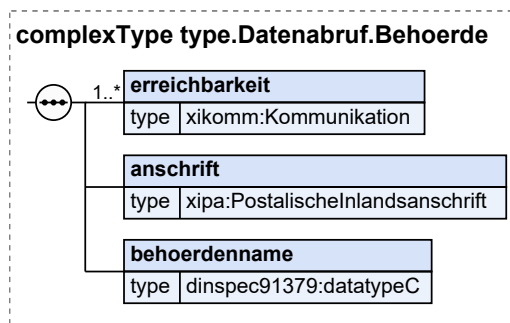 complexType type.Datenabruf.Behoerde
1..*
erreichbarkeit
type xikomm:Kommunikation
anschrift
type xipa:PostalischeInlandsanschrift
behoerdenname
type dinspec91379:datatypeC